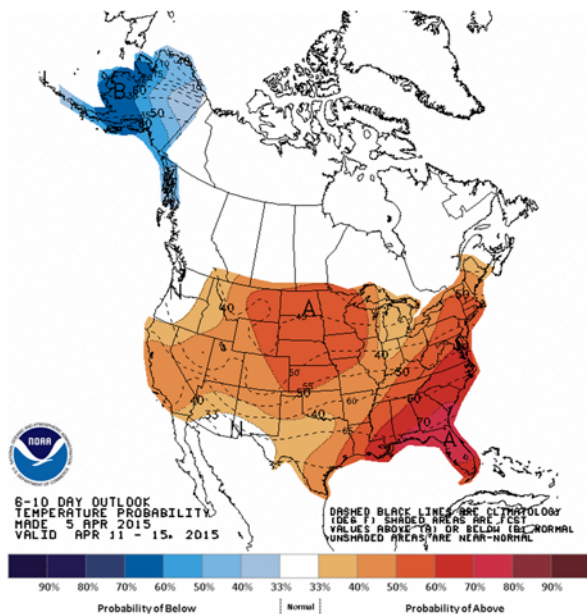 B
50
A
40
50
40
50
40
60
70
A
N
NOAA
6-10 DAY OUTLOOK
TEMPERATURE PROBABILITY
MADE 5 APR 2015
VALID APR 11 - 15, 2015
DASHED BLACK LINES ARE CLIMATOLOGY
(DEG F) SHADED AREAS ARE FCST
VALUES ABOVE (A) OR BELOW (B) NORMAL
UNSHADED AREAS ARE NEAR-NORMAL
90% 80% 70% 60% 50% 40% 33% 33% 40% 50% 60% 70% 80% 90%
Probability of Below Normal Probability of Above